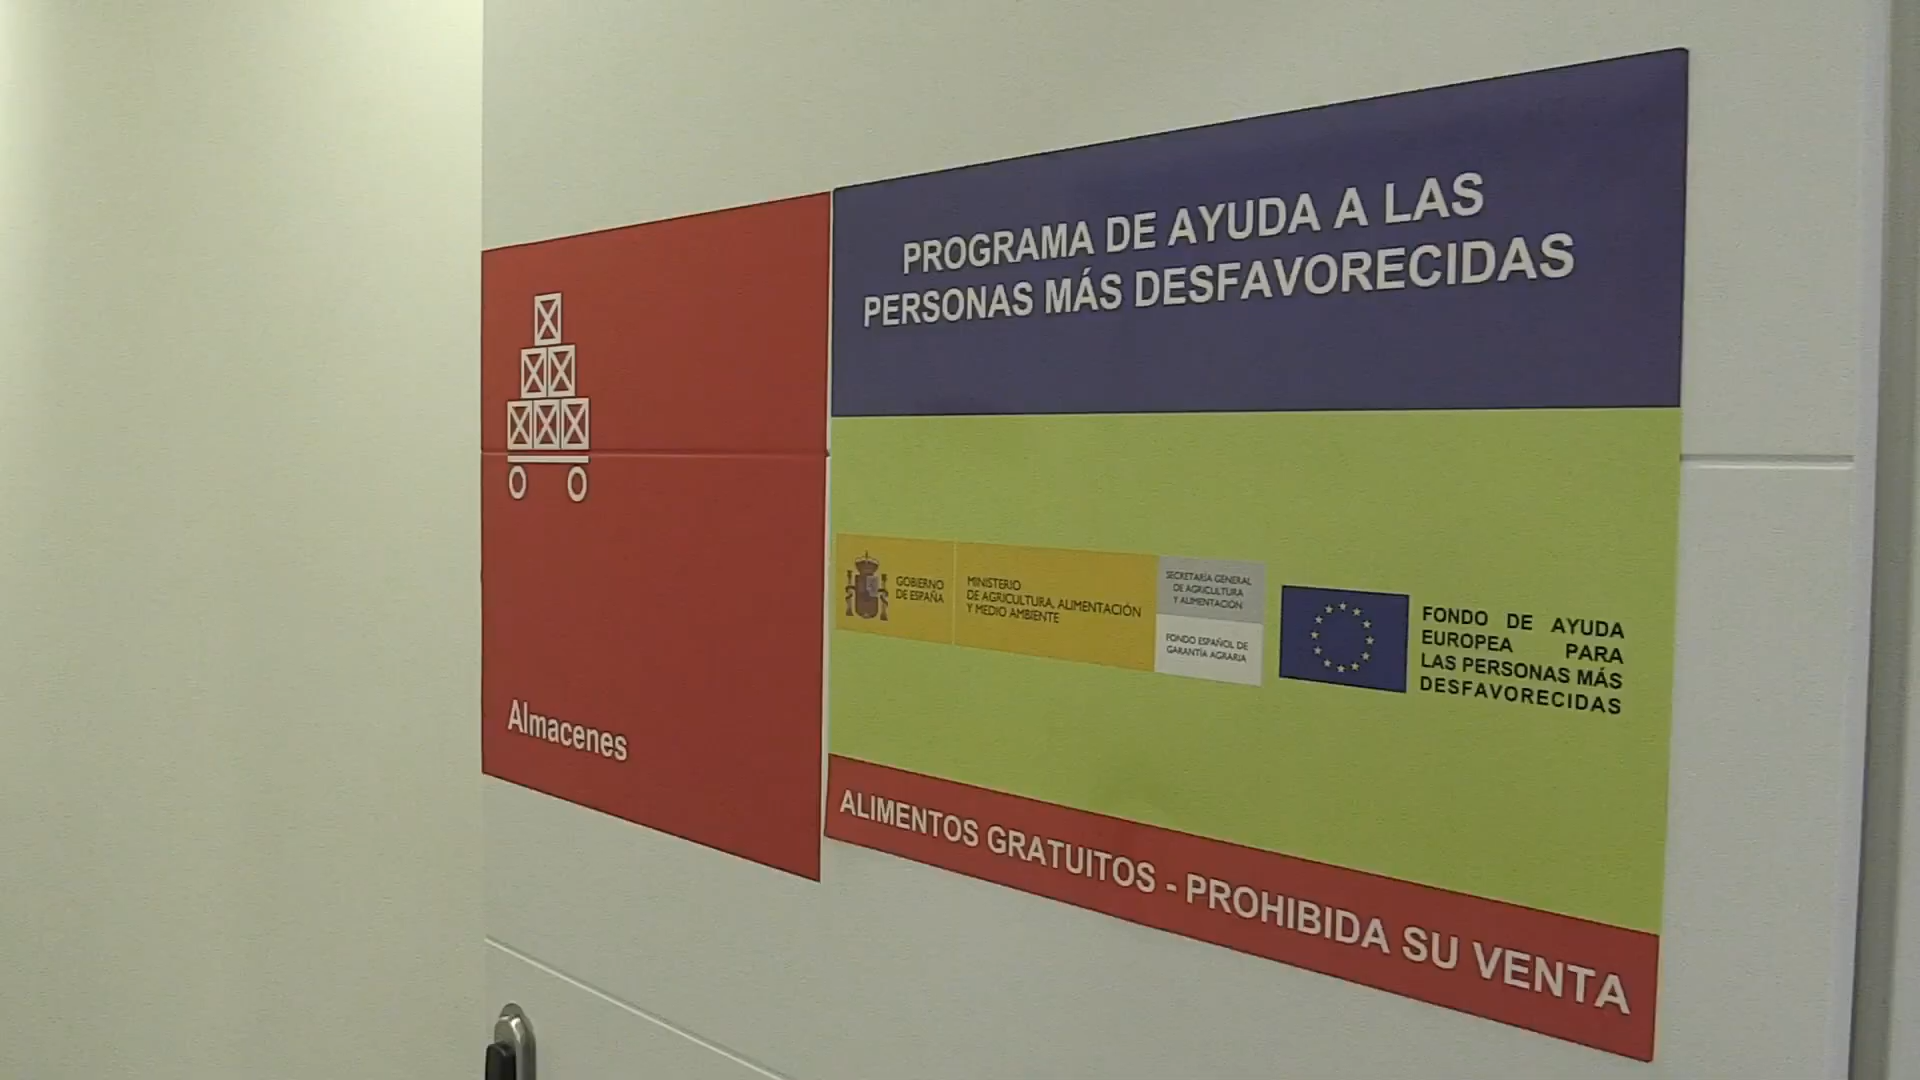 Almacenes
PROGRAMA DE AYUDA A LAS
PERSONAS MÁS DESFAVORECIDAS
GOBIERNO
DE ESPAÑA
MINISTERIO
DE AGRICULTURA, ALIMENTACIÓN
Y MEDIO AMBIENTE
SECRETARÍA GENERAL
DE AGRICULTURA
Y ALIMENTACIÓN
FONDO ESPAÑOL DE
GARANTÍA AGRARIA
FONDO DE AYUDA
EUROPEA PARA
LAS PERSONAS MÁS
DESFAVORECIDAS
ALIMENTOS GRATUITOS - PROHIBIDA SU VENTA